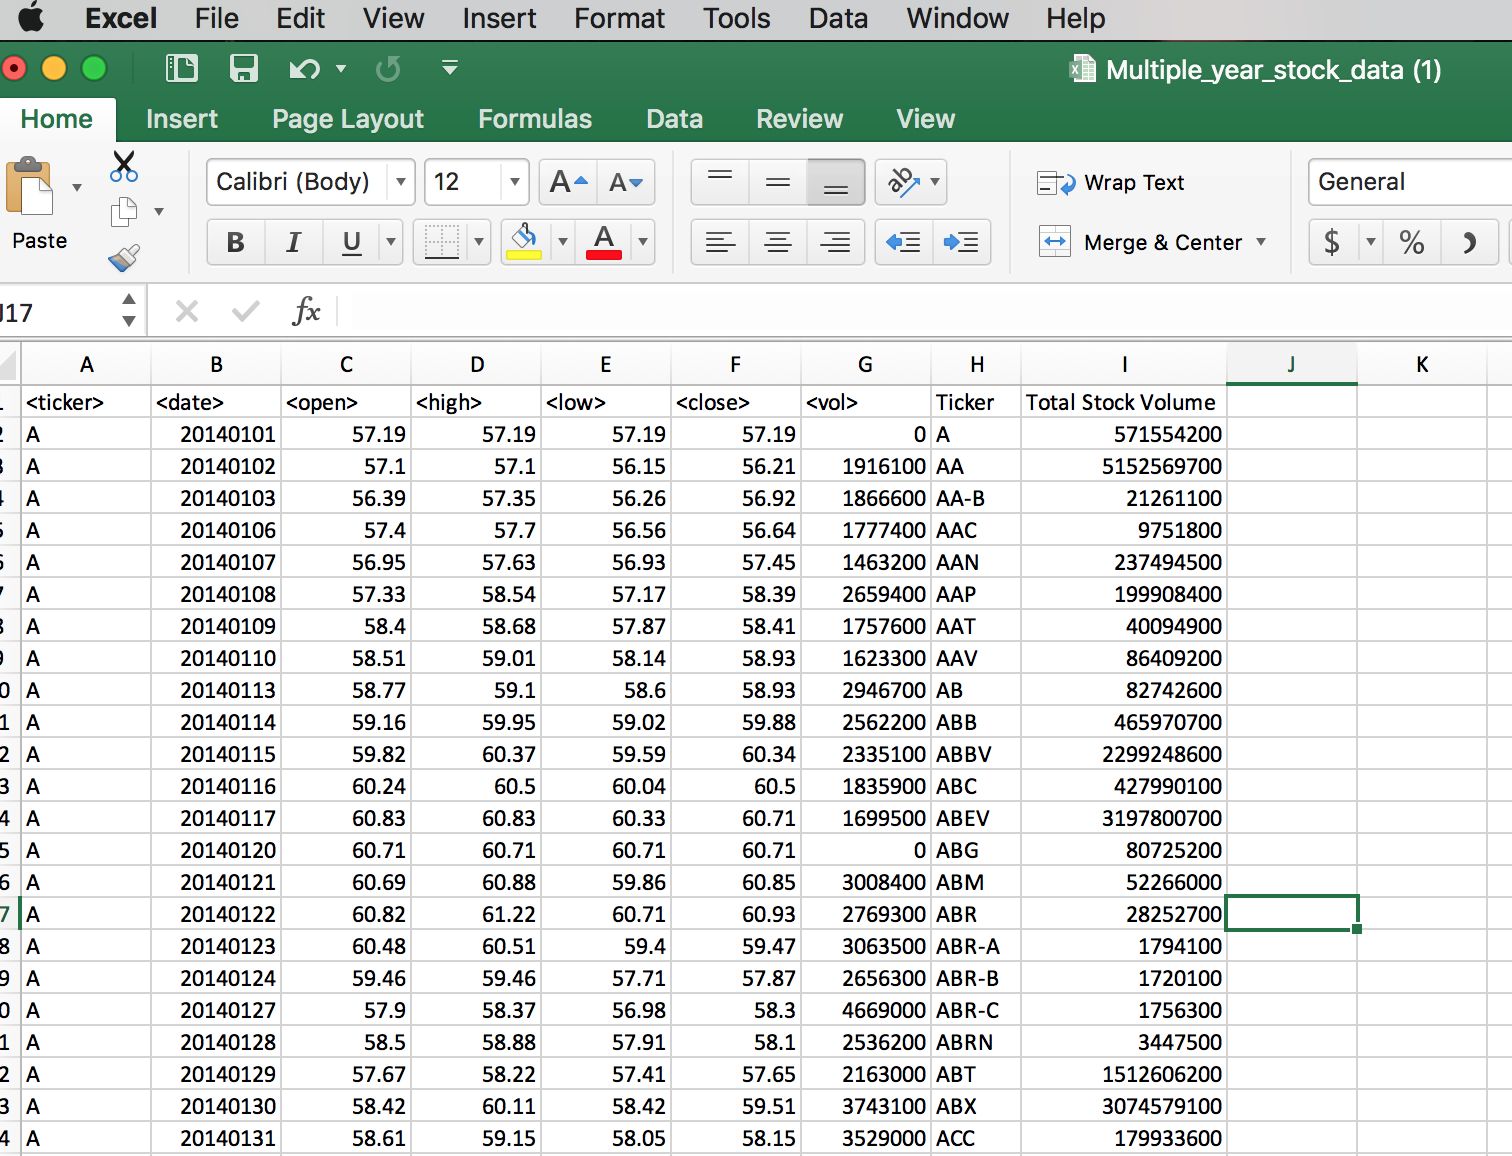 Excel File Edit View Insert Format Tools Data Window Help
Multiple_year_stock_data (1)
Home Insert Page Layout Formulas Data Review View
Calibri (Body) 12 A A ab Wrap Text General
Paste B I U A Merge & Center $ %
J17 fx
A B C D E F G H I J K
<ticker> <date> <open> <high> <low> <close> <vol> Ticker Total Stock Volume
2 A 20140101 57.19 57.19 57.19 57.19 0 A 571554200
3 A 20140102 57.1 57.1 56.15 56.21 1916100 AA 5152569700
4 A 20140103 56.39 57.35 56.26 56.92 1866600 AA-B 21261100
5 A 20140106 57.4 57.7 56.56 56.64 1777400 AAC 9751800
6 A 20140107 56.95 57.63 56.93 57.45 1463200 AAN 237494500
7 A 20140108 57.33 58.54 57.17 58.39 2659400 AAP 199908400
8 A 20140109 58.4 58.68 57.87 58.41 1757600 AAT 40094900
9 A 20140110 58.51 59.01 58.14 58.93 1623300 AAV 86409200
0 A 20140113 58.77 59.1 58.6 58.93 2946700 AB 82742600
1 A 20140114 59.16 59.95 59.02 59.88 2562200 ABB 465970700
2 A 20140115 59.82 60.37 59.59 60.34 2335100 ABBV 2299248600
3 A 20140116 60.24 60.5 60.04 60.5 1835900 ABC 427990100
4 A 20140117 60.83 60.83 60.33 60.71 1699500 ABEV 3197800700
5 A 20140120 60.71 60.71 60.71 60.71 0 ABG 80725200
6 A 20140121 60.69 60.88 59.86 60.85 3008400 ABM 52266000
7 A 20140122 60.82 61.22 60.71 60.93 2769300 ABR 28252700
8 A 20140123 60.48 60.51 59.4 59.47 3063500 ABR-A 1794100
9 A 20140124 59.46 59.46 57.71 57.87 2656300 ABR-B 1720100
0 A 20140127 57.9 58.37 56.98 58.3 4669000 ABR-C 1756300
1 A 20140128 58.5 58.88 57.91 58.1 2536200 ABRN 3447500
2 A 20140129 57.67 58.22 57.41 57.65 2163000 ABT 1512606200
3 A 20140130 58.42 60.11 58.42 59.51 3743100 ABX 3074579100
4 A 20140131 58.61 59.15 58.05 58.15 3529000 ACC 179933600